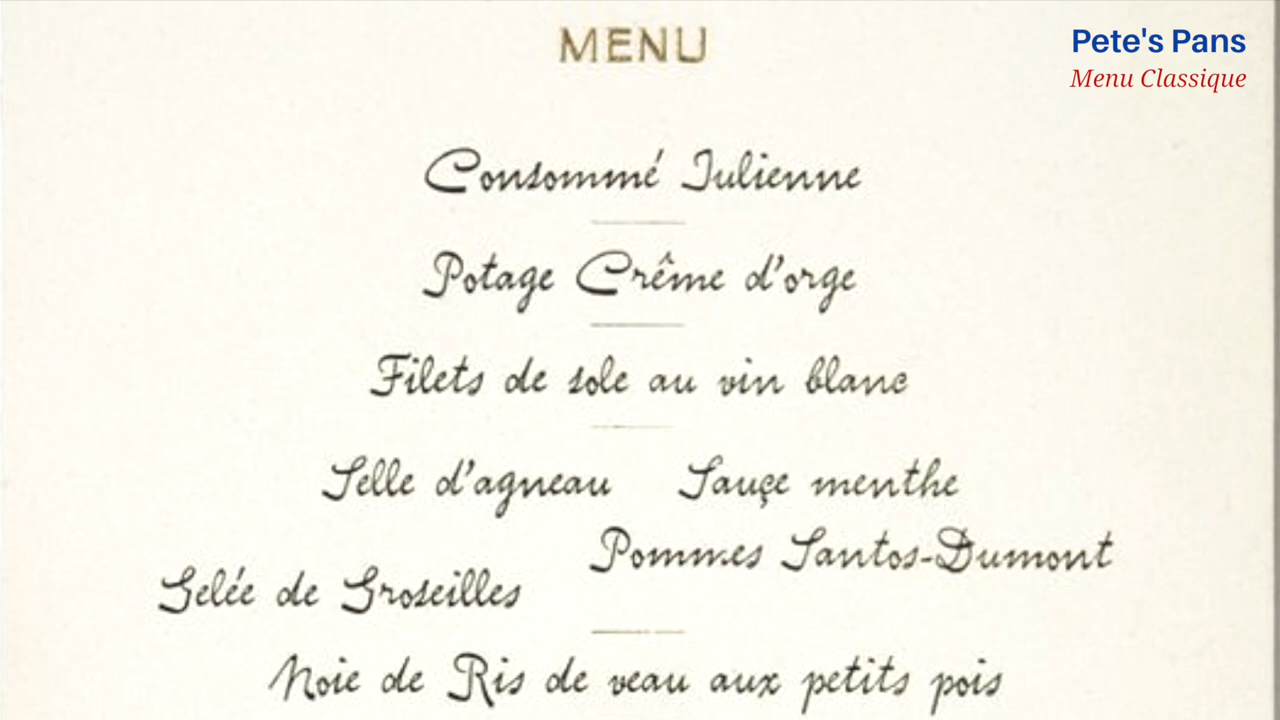 MENU
Pete's Pans
Menu Classique
Consommé Julienne
Potage Crême d'orge
Filets de sole au vin blanc
Selle d'agneau Sauçe menthe
Pommes Santos-Dumont
Gelée de Groseilles
Noie de Ris de veau aux petits pois